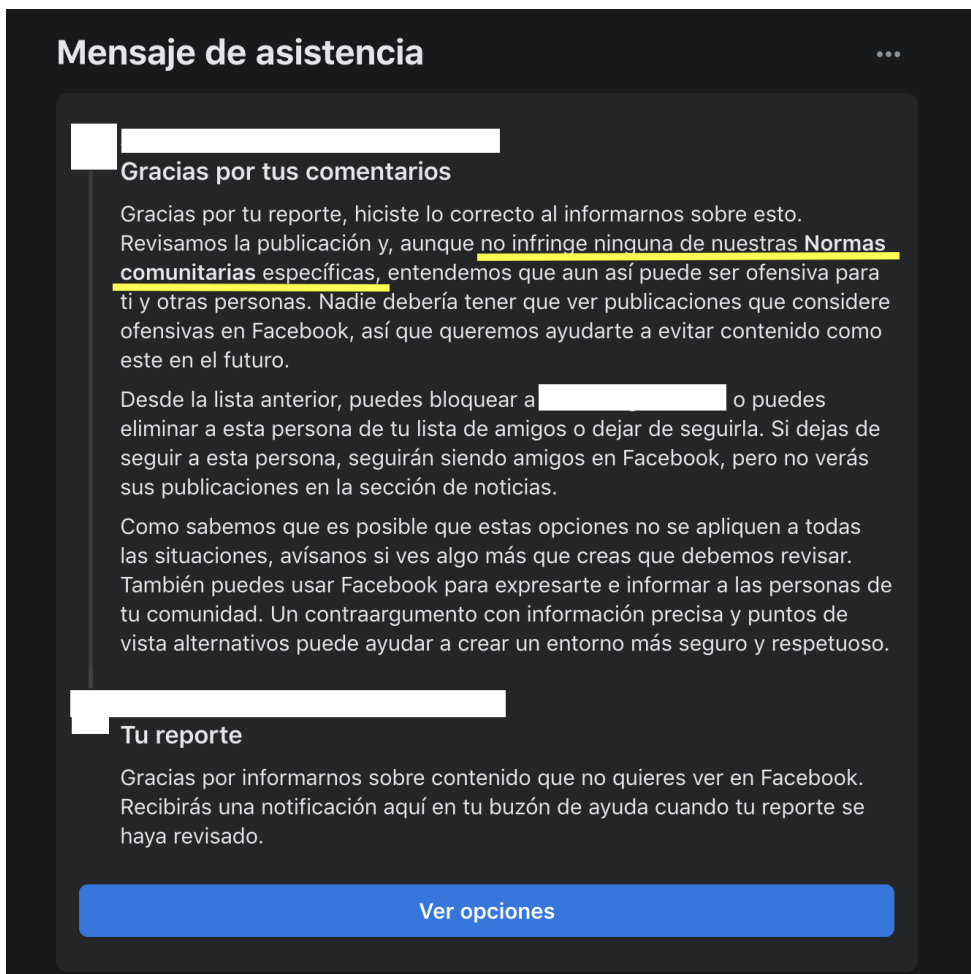 Mensaje de asistencia
Gracias por tus comentarios
Gracias por tu reporte, hiciste lo correcto al informarnos sobre esto.
Revisamos la publicación y, aunque no infringe ninguna de nuestras Normas
comunitarias específicas, entendemos que aun así puede ser ofensiva para
ti y otras personas. Nadie debería tener que ver publicaciones que considere
ofensivas en Facebook, así que queremos ayudarte a evitar contenido como
este en el futuro.
Desde la lista anterior, puedes bloquear a o puedes
eliminar a esta persona de tu lista de amigos o dejar de seguirla. Si dejas de
seguir a esta persona, seguirán siendo amigos en Facebook, pero no verás
sus publicaciones en la sección de noticias.
Como sabemos que es posible que estas opciones no se apliquen a todas
las situaciones, avísanos si ves algo más que creas que debemos revisar.
También puedes usar Facebook para expresarte e informar a las personas de
tu comunidad. Un contraargumento con información precisa y puntos de
vista alternativos puede ayudar a crear un entorno más seguro y respetuoso.
Tu reporte
Gracias por informarnos sobre contenido que no quieres ver en Facebook.
Recibirás una notificación aquí en tu buzón de ayuda cuando tu reporte se
haya revisado.
Ver opciones